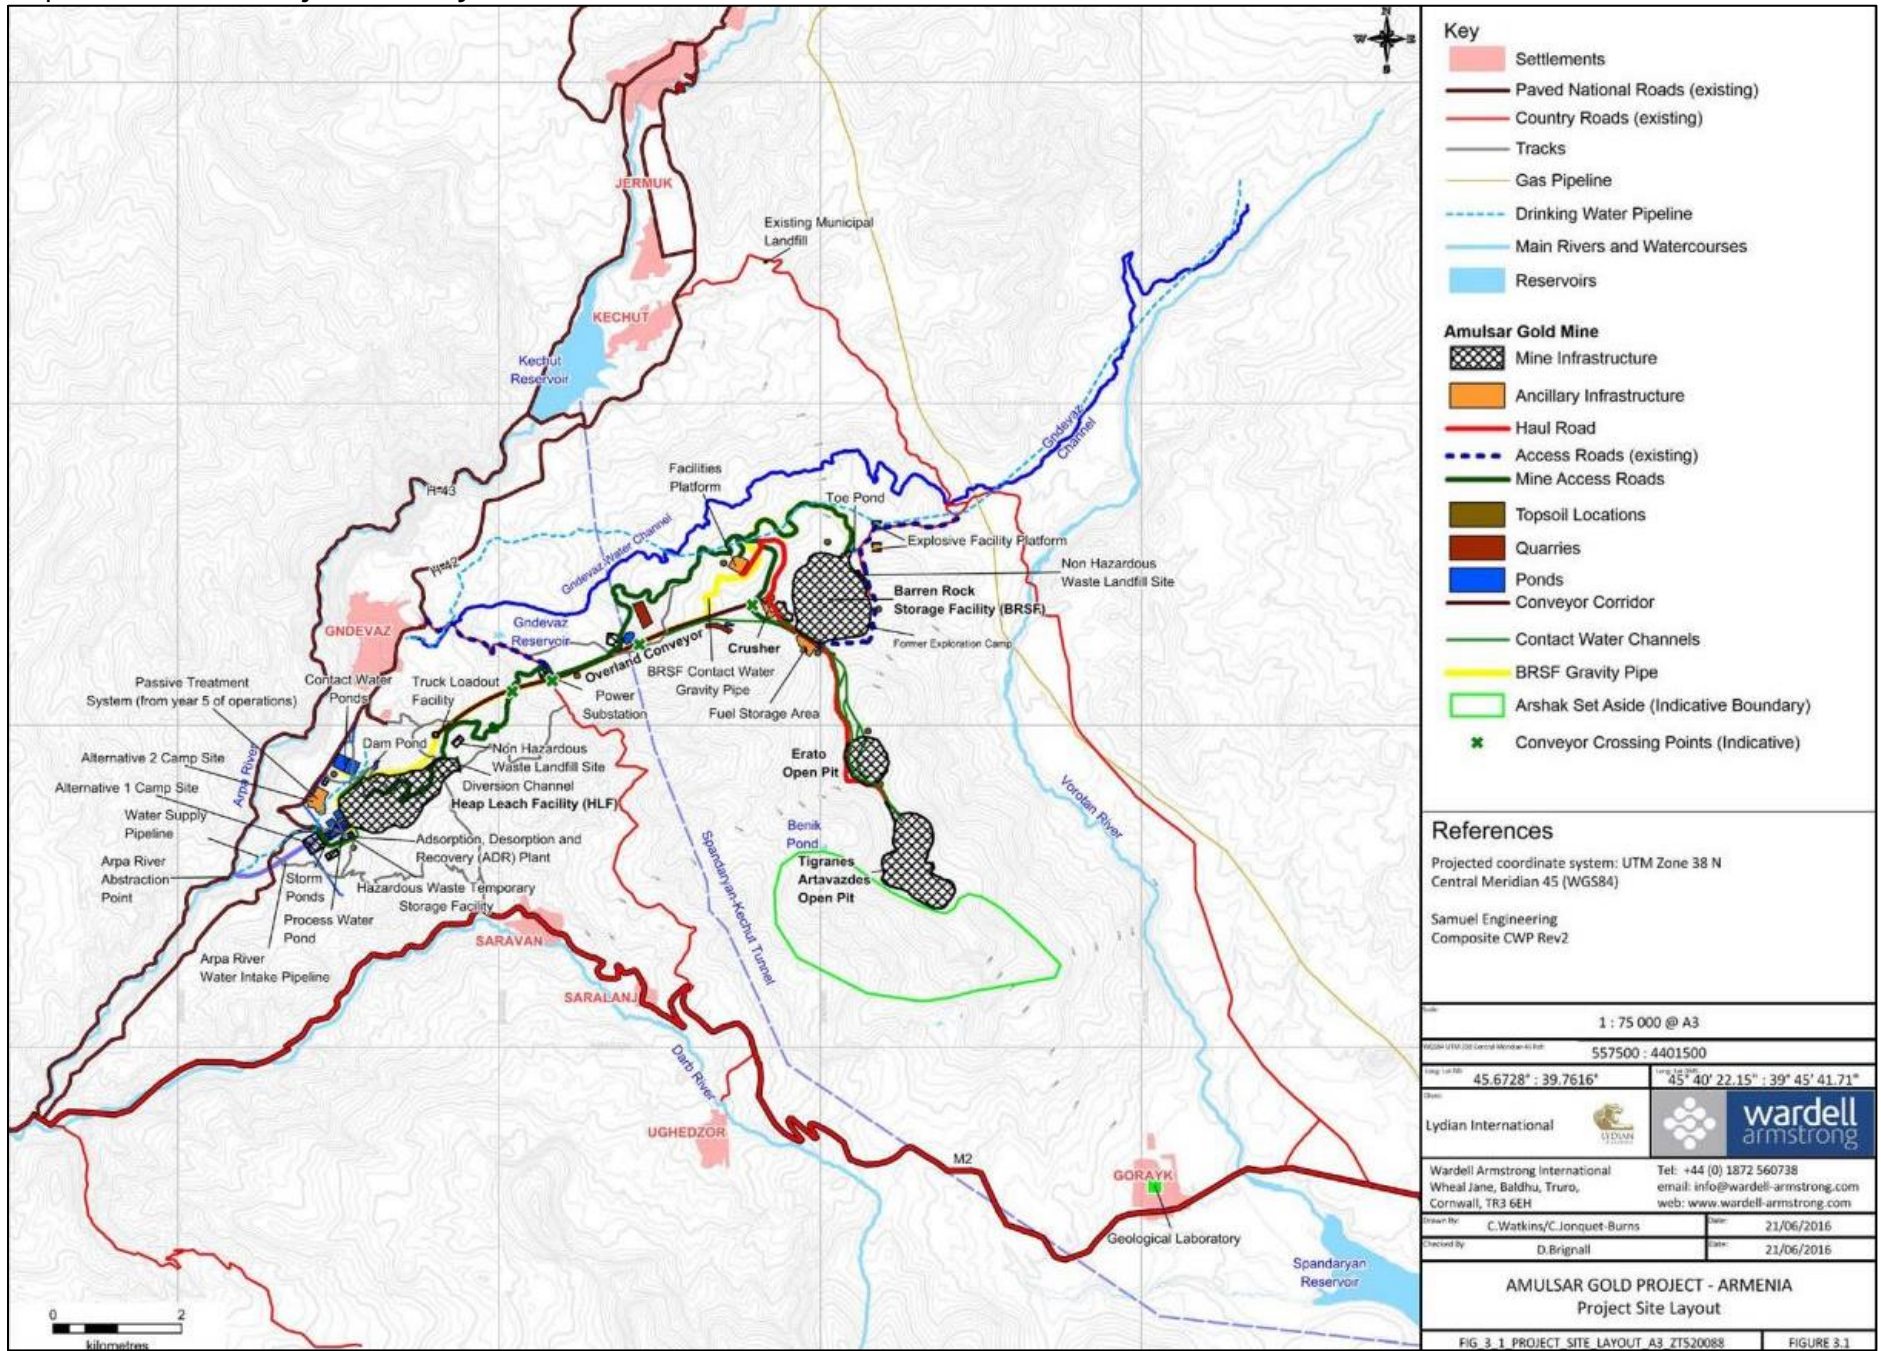 N
W
E
S
JERMUK
Existing Municipal
Landfill
KECHUT
Kechut
Reservoir
Gndevaz
Channel
H-43
Facilities
Platform
Toe Pond
Gndevaz Water Channel
Explosive Facility Platform
H-42
Non Hazardous
Waste Landfill Site
Barren Rock
Storage Facility (BRSF)
GNDEVAZ
Gndevaz
Reservoir
Former Exploration Camp
Overland Conveyor
Crusher
BRSF Contact Water
Gravity Pipe
Passive Treatment
System (from year 5 of operations)
Contact Water
Ponds
Truck Loadout
Facility
Power
Substation
Fuel Storage Area
Dam Pond
Non Hazardous
Waste Landfill Site
Erato
Open Pit
Alternative 2 Camp Site
Arpa River
Diversion Channel
Alternative 1 Camp Site
Heap Leach Facility (HLF)
Vorotan River
Water Supply
Pipeline
Benik
Pond
Adsorption, Desorption and
Recovery (ADR) Plant
Spandaryan-Kechut Tunnel
Tigranes
Artavazdes
Open Pit
Arpa River
Abstraction
Point
Storm
Ponds
Hazardous Waste Temporary
Storage Facility
Process Water
Pond
SARAVAN
Arpa River
Water Intake Pipeline
SARALANJ
Darb River
UGHEDZOR
M2
GORAYK
Geological Laboratory
Spandaryan
Reservoir
0 2
kilometres
Key
Settlements
Paved National Roads (existing)
Country Roads (existing)
Tracks
Gas Pipeline
Drinking Water Pipeline
Main Rivers and Watercourses
Reservoirs
Amulsar Gold Mine
Mine Infrastructure
Ancillary Infrastructure
Haul Road
Access Roads (existing)
Mine Access Roads
Topsoil Locations
Quarries
Ponds
Conveyor Corridor
Contact Water Channels
BRSF Gravity Pipe
Arshak Set Aside (Indicative Boundary)
Conveyor Crossing Points (Indicative)
References
Projected coordinate system: UTM Zone 38 N
Central Meridian 45 (WGS84)
Samuel Engineering
Composite CWP Rev2
Scale:
1 : 75 000 @ A3
557500 : 4401500
45.6728° : 39.7616°
45° 40' 22.15" : 39° 45' 41.71"
Client:
Lydian International
LYDIAN
wardell
armstrong
Wardell Armstrong International
Wheal Jane, Baldhu, Truro,
Cornwall, TR3 6EH
Tel: +44 (0) 1872 560738
email: info@wardell-armstrong.com
web: www.wardell-armstrong.com
Drawn By:
C.Watkins/C.Jonquet-Burns
Date:
21/06/2016
Checked By:
D.Brignall
Date:
21/06/2016
AMULSAR GOLD PROJECT - ARMENIA
Project Site Layout
FIG_3_1_PROJECT_SITE_LAYOUT_A3_ZT520088
FIGURE 3.1